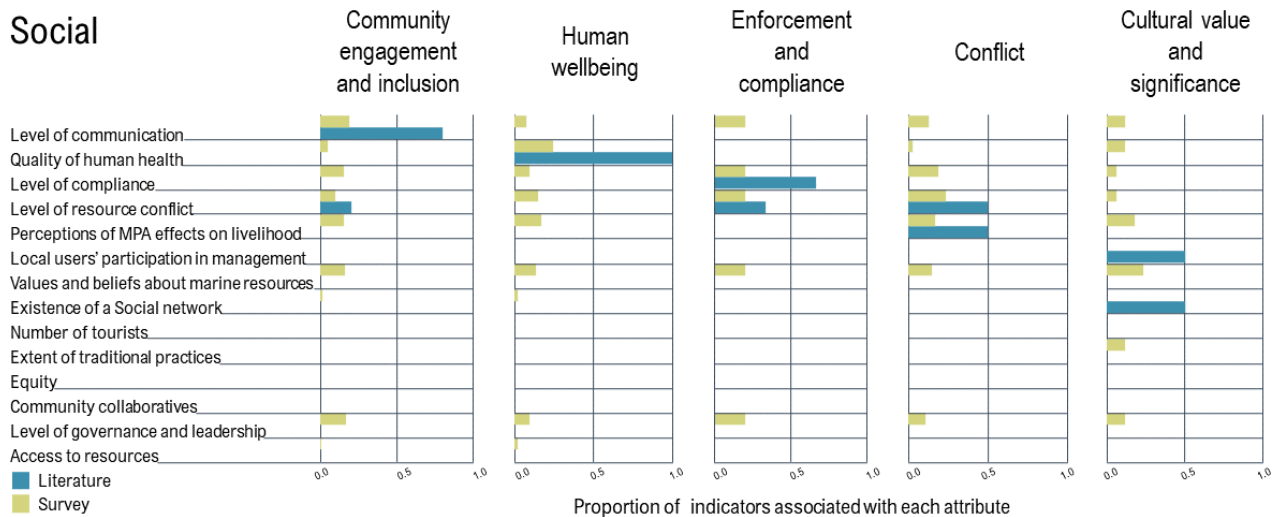 Social
Community
engagement
and inclusion
Human
wellbeing
Enforcement
and
compliance
Conflict
Cultural value
and
significance
Level of communication
Quality of human health
Level of compliance
Level of resource conflict
Perceptions of MPA effects on livelihood
Local users' participation in management
Values and beliefs about marine resources
Existence of a Social network
Number of tourists
Extent of traditional practices
Equity
Community collaboratives
Level of governance and leadership
Access to resources
0.0 0.5 1.0 0.0 0.5 1.0 0.0 0.5 1.0 0.0 0.5 1.0 0.0 0.5 1.0
Literature
Survey
Proportion of indicators associated with each attribute